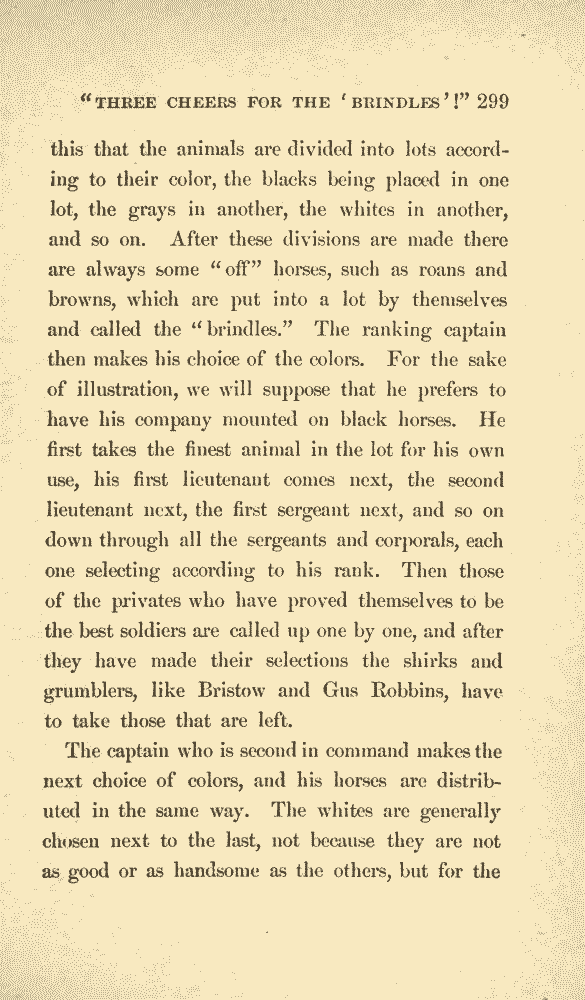 “THREE CHEERS FOR THE ‘BRINDLES’!” 299
this that the animals are divided into lots accord-
ing to their color, the blacks being placed in one
lot, the grays in another, the whites in another,
and so on. After these divisions are made there
are always some “off” horses, such as roans and
browns, which are put into a lot by themselves
and called the “brindles.” The ranking captain
then makes his choice of the colors. For the sake
of illustration, we will suppose that he prefers to
have his company mounted on black horses. He
first takes the finest animal in the lot for his own
use, his first lieutenant comes next, the second
lieutenant next, the first sergeant next, and so on
down through all the sergeants and corporals, each
one selecting according to his rank. Then those
of the privates who have proved themselves to be
the best soldiers are called up one by one, and after
they have made their selections the shirks and
grumblers, like Bristow and Gus Robbins, have
to take those that are left.
The captain who is second in command makes the
next choice of colors, and his horses are distrib-
uted in the same way. The whites are generally
chosen next to the last, not because they are not
as good or as handsome as the others, but for the